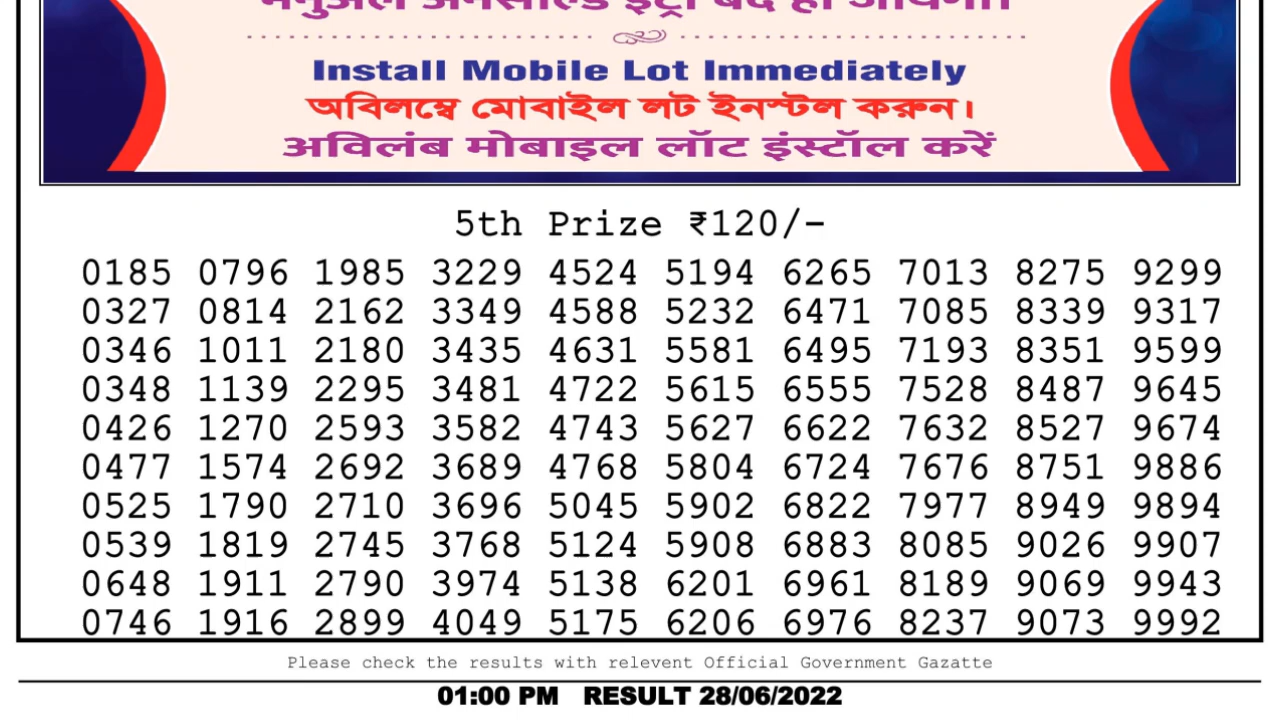 Install Mobile Lot Immediately
অবিলম্বে মোবাইল লট ইনস্টল করুন।
अविलंब मोबाइल लॉट इंस्टॉल करें
5th Prize ₹120/-
0185 0796 1985 3229 4524 5194 6265 7013 8275 9299
0327 0814 2162 3349 4588 5232 6471 7085 8339 9317
0346 1011 2180 3435 4631 5581 6495 7193 8351 9599
0348 1139 2295 3481 4722 5615 6555 7528 8487 9645
0426 1270 2593 3582 4743 5627 6622 7632 8527 9674
0477 1574 2692 3689 4768 5804 6724 7676 8751 9886
0525 1790 2710 3696 5045 5902 6822 7977 8949 9894
0539 1819 2745 3768 5124 5908 6883 8085 9026 9907
0648 1911 2790 3974 5138 6201 6961 8189 9069 9943
0746 1916 2899 4049 5175 6206 6976 8237 9073 9992
Please check the results with relevent Official Government Gazatte
01:00 PM RESULT 28/06/2022